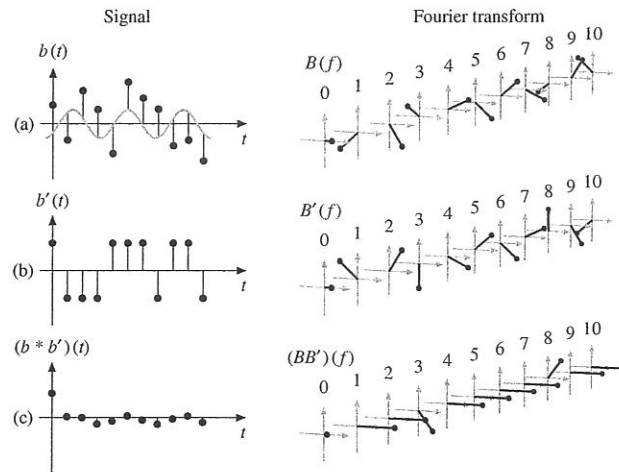 Signal
Fourier transform
b(t)
B(f)
0 1 2 3 4 5 6 7 8 9 10
(a)
t
b′(t)
B′(f)
0 1 2 3 4 5 6 7 8 9 10
(b)
t
(b * b′)(t)
(BB′)(f)
0 1 2 3 4 5 6 7 8 9 10
(c)
t